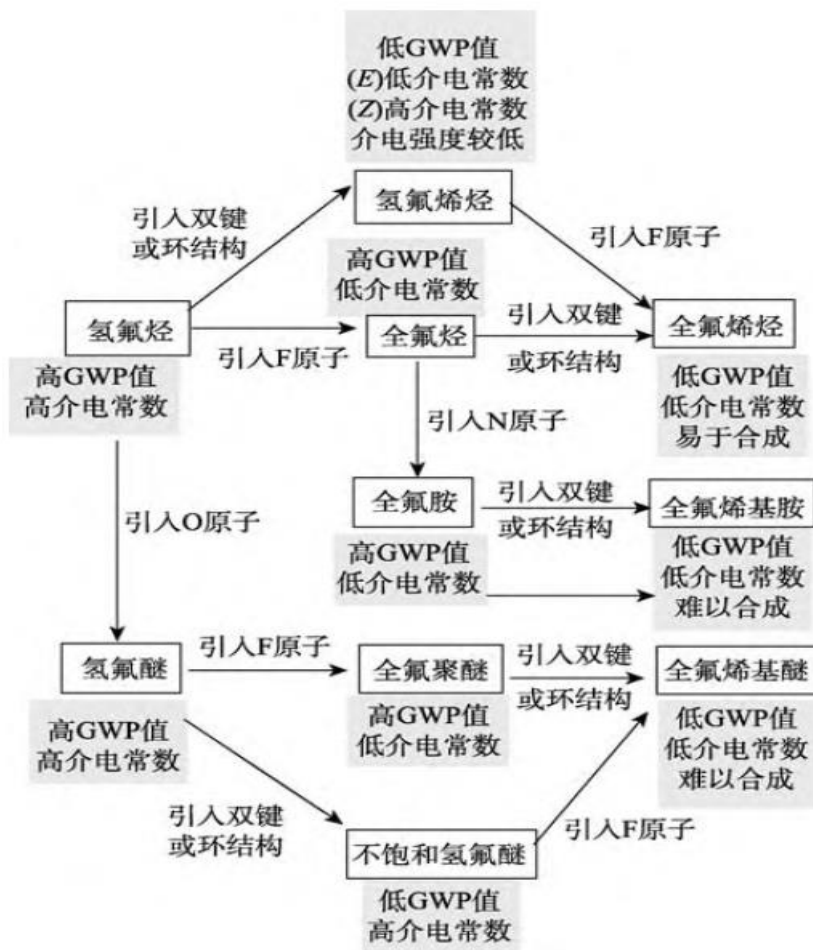 低GWP值
(E)低介电常数
(Z)高介电常数
介电强度较低
氢氟烯烃
引入双键
或环结构
引入F原子
高GWP值
低介电常数
氢氟烃
引入F原子
全氟烃
引入双键
或环结构
全氟烯烃
高GWP值
高介电常数
低GWP值
低介电常数
易于合成
引入N原子
引入O原子
全氟胺
引入双键
或环结构
全氟烯基胺
高GWP值
低介电常数
低GWP值
低介电常数
难以合成
氢氟醚
引入F原子
全氟聚醚
引入双键
或环结构
全氟烯基醚
高GWP值
高介电常数
高GWP值
低介电常数
低GWP值
低介电常数
难以合成
引入双键
或环结构
引入F原子
不饱和氢氟醚
低GWP值
高介电常数